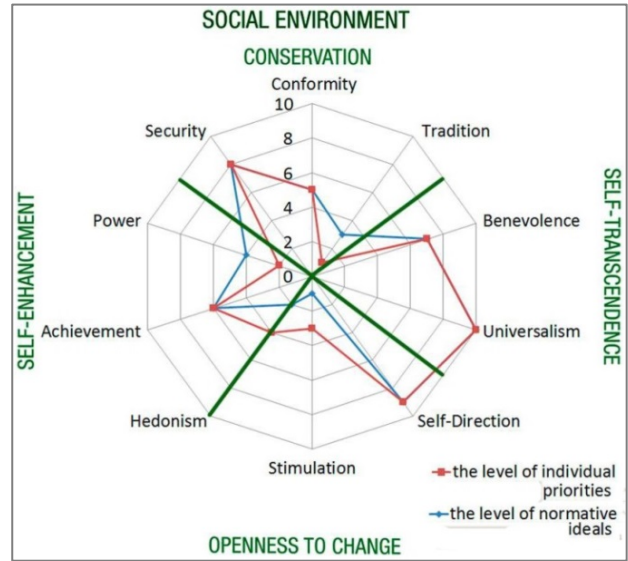 SOCIAL ENVIRONMENT
CONSERVATION
Conformity
10
Security
Tradition
8
6
SELF-ENHANCEMENT
SELF-TRANSCENDENCE
Power
4
Benevolence
2
0
Achievement
Universalism
Hedonism
Self-Direction
Stimulation
the level of individual
priorities
the level of normative
ideals
OPENNESS TO CHANGE